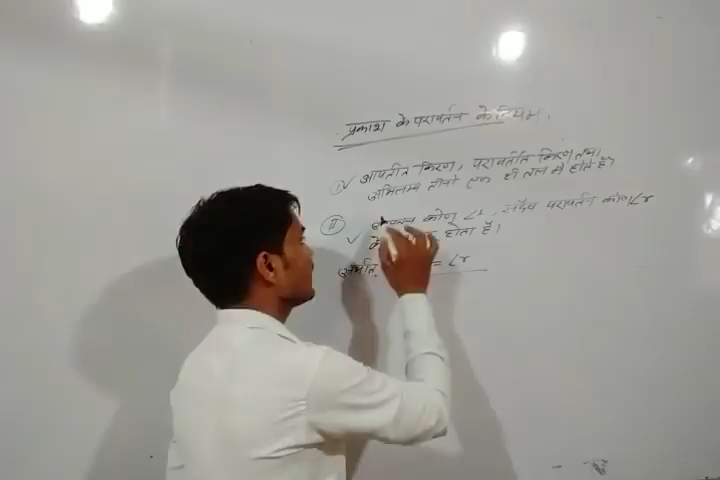 प्रकाश के परावर्तन के नियम.
I आपतीत किरण, परावर्तीत किरण तथा
अभिलम्ब तीनो एक ही तल में होते है।
II कोण ∠i, सदैव परावर्तन कोण ∠r
के होता है।
अर्थात् = ∠r